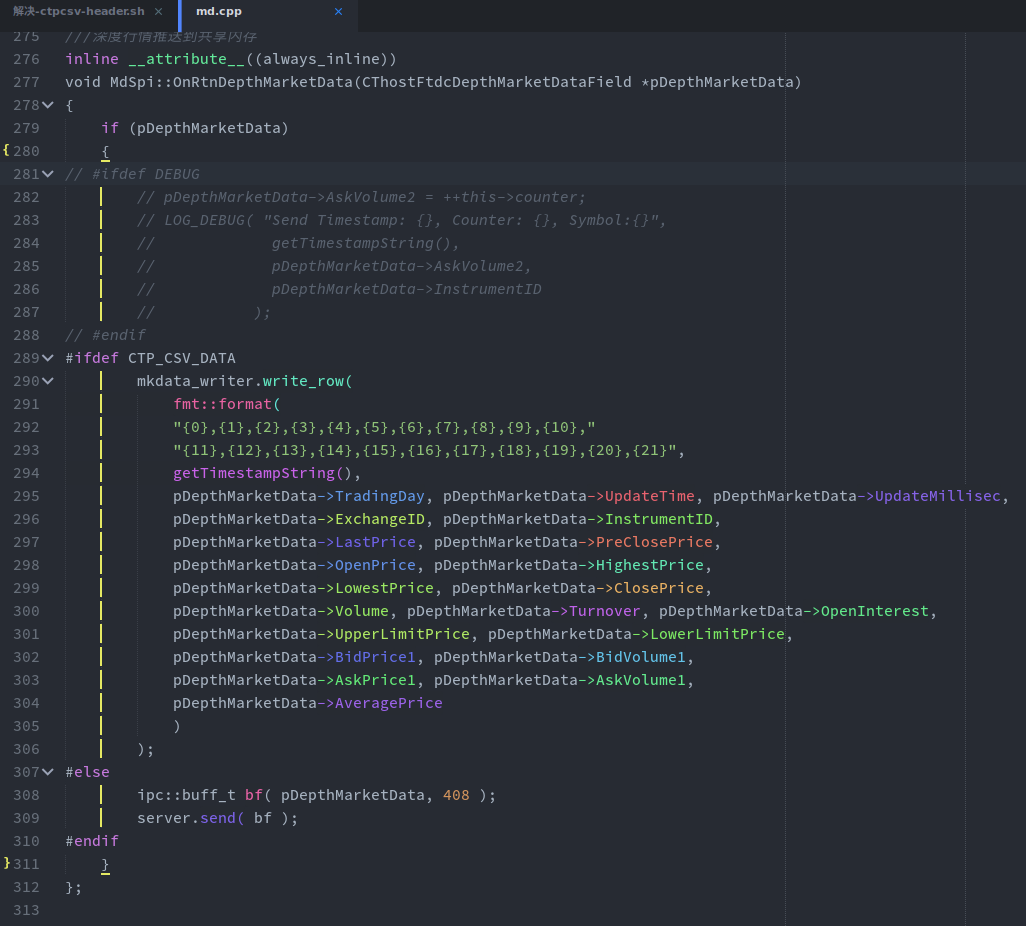 解决-ctpcsv-header.sh × md.cpp ×
275 ///深度行情推送到共享内存
276 inline __attribute__((always_inline))
277 void MdSpi::OnRtnDepthMarketData(CThostFtdcDepthMarketDataField *pDepthMarketData)
278 {
279     if (pDepthMarketData)
{ 280     {
281 // #ifdef DEBUG
282         // pDepthMarketData->AskVolume2 = ++this->counter;
283         // LOG_DEBUG( "Send Timestamp: {}, Counter: {}, Symbol:{}",
284         //             getTimestampString(),
285         //             pDepthMarketData->AskVolume2,
286         //             pDepthMarketData->InstrumentID
287         //           );
288 // #endif
289 #ifdef CTP_CSV_DATA
290         mkdata_writer.write_row(
291             fmt::format(
292             "{0},{1},{2},{3},{4},{5},{6},{7},{8},{9},{10},"
293             "{11},{12},{13},{14},{15},{16},{17},{18},{19},{20},{21}",
294             getTimestampString(),
295             pDepthMarketData->TradingDay, pDepthMarketData->UpdateTime, pDepthMarketData->UpdateMillisec,
296             pDepthMarketData->ExchangeID, pDepthMarketData->InstrumentID,
297             pDepthMarketData->LastPrice, pDepthMarketData->PreClosePrice,
298             pDepthMarketData->OpenPrice, pDepthMarketData->HighestPrice,
299             pDepthMarketData->LowestPrice, pDepthMarketData->ClosePrice,
300             pDepthMarketData->Volume, pDepthMarketData->Turnover, pDepthMarketData->OpenInterest,
301             pDepthMarketData->UpperLimitPrice, pDepthMarketData->LowerLimitPrice,
302             pDepthMarketData->BidPrice1, pDepthMarketData->BidVolume1,
303             pDepthMarketData->AskPrice1, pDepthMarketData->AskVolume1,
304             pDepthMarketData->AveragePrice
305             )
306         );
307 #else
308         ipc::buff_t bf( pDepthMarketData, 408 );
309         server.send( bf );
310 #endif
} 311     }
312 };
313